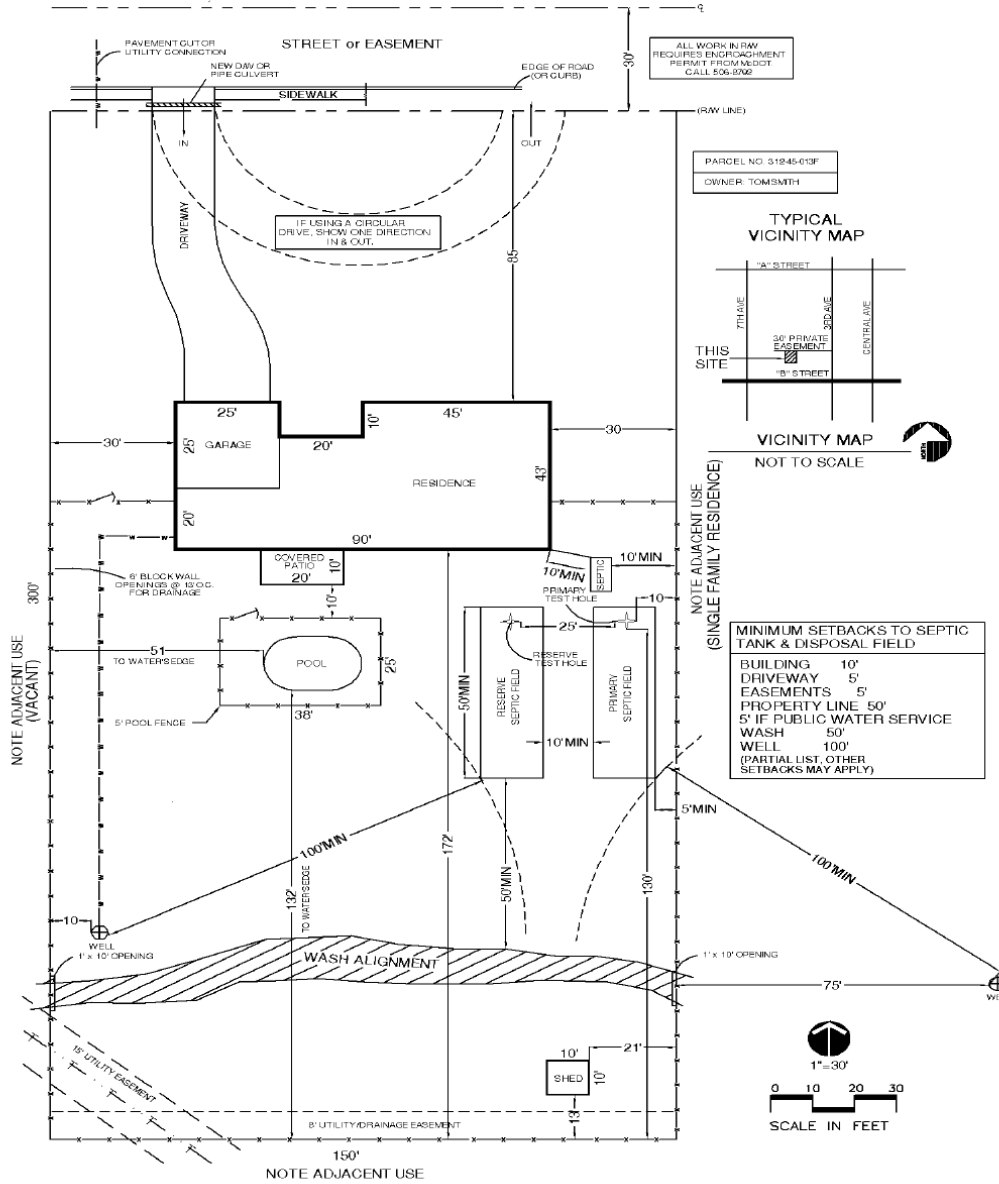 STREET or EASEMENT
PAVEMENT CUT OR
UTILITY CONNECTION
NEW D/W OR
PIPE CULVERT
SIDEWALK
EDGE OF ROAD
(OR CURB)
30'
ALL WORK IN R/W
REQUIRES ENCROACHMENT
PERMIT FROM McDOT.
CALL 506-8792
(R/W LINE)
IN
OUT
DRIVEWAY
IF USING A CIRCULAR
DRIVE, SHOW ONE DIRECTION
IN & OUT.
85'
PARCEL NO. 312-45-013F
OWNER: TOM SMITH
TYPICAL
VICINITY MAP
"A" STREET
7TH AVE
3RD AVE
CENTRAL AVE
30' PRIVATE
EASEMENT
THIS
SITE
"B" STREET
VICINITY MAP
NOT TO SCALE
NORTH
30'
25'
GARAGE
25'
20'
10'
45'
30
20'
RESIDENCE
43'
90'
COVERED
PATIO
20'
10'
10'
10'MIN
SEPTIC
10'MIN
PRIMARY
TEST HOLE
10
6' BLOCK WALL
OPENINGS @ 13' O.C.
FOR DRAINAGE
300'
NOTE ADJACENT USE
(VACANT)
NOTE ADJACENT USE
(SINGLE FAMILY RESIDENCE)
51
TO WATER'S EDGE
POOL
25'
38'
5' POOL FENCE
25'
RESERVE
TEST HOLE
50'MIN
RESERVE
SEPTIC FIELD
PRIMARY
SEPTIC FIELD
10'MIN
5'MIN
MINIMUM SETBACKS TO SEPTIC
TANK & DISPOSAL FIELD
BUILDING 10'
DRIVEWAY 5'
EASEMENTS 5'
PROPERTY LINE 50'
5' IF PUBLIC WATER SERVICE
WASH 50'
WELL 100'
(PARTIAL LIST, OTHER
SETBACKS MAY APPLY)
100'MIN
100'MIN
132'
TO WATER'S EDGE
172'
50'MIN
130'
10
WELL
1' x 10' OPENING
WASH ALIGNMENT
1' x 10' OPENING
75'
WE
15' UTILITY EASEMENT
10'
SHED
10'
21'
13'
8' UTILITY/DRAINAGE EASEMENT
150'
NOTE ADJACENT USE
1"=30'
0 10 20 30
SCALE IN FEET